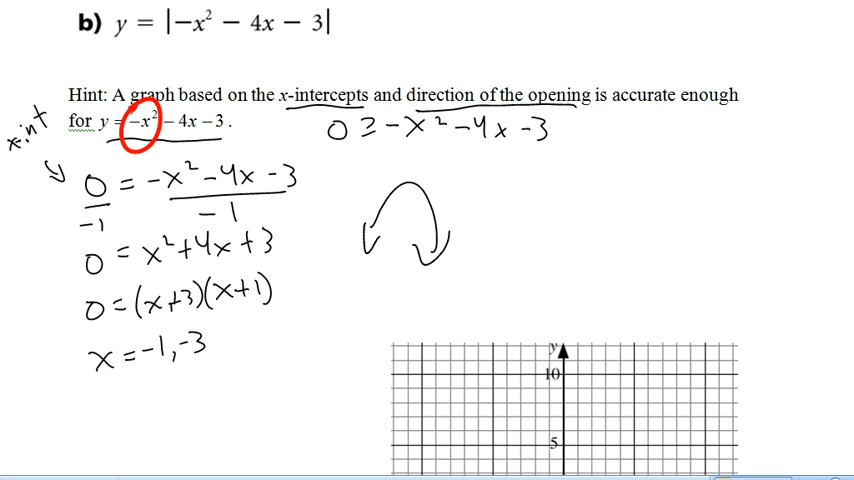 b) y = |−x² − 4x − 3|
Hint: A graph based on the x-intercepts and direction of the opening is accurate enough
for y = −x² − 4x − 3 .
0 ≥ −x² −4x −3
x-int
0 = −x² −4x −3
−1 −1
0 = x²+4x+3
0 = (x+3)(x+1)
x = −1, −3
y
10
5